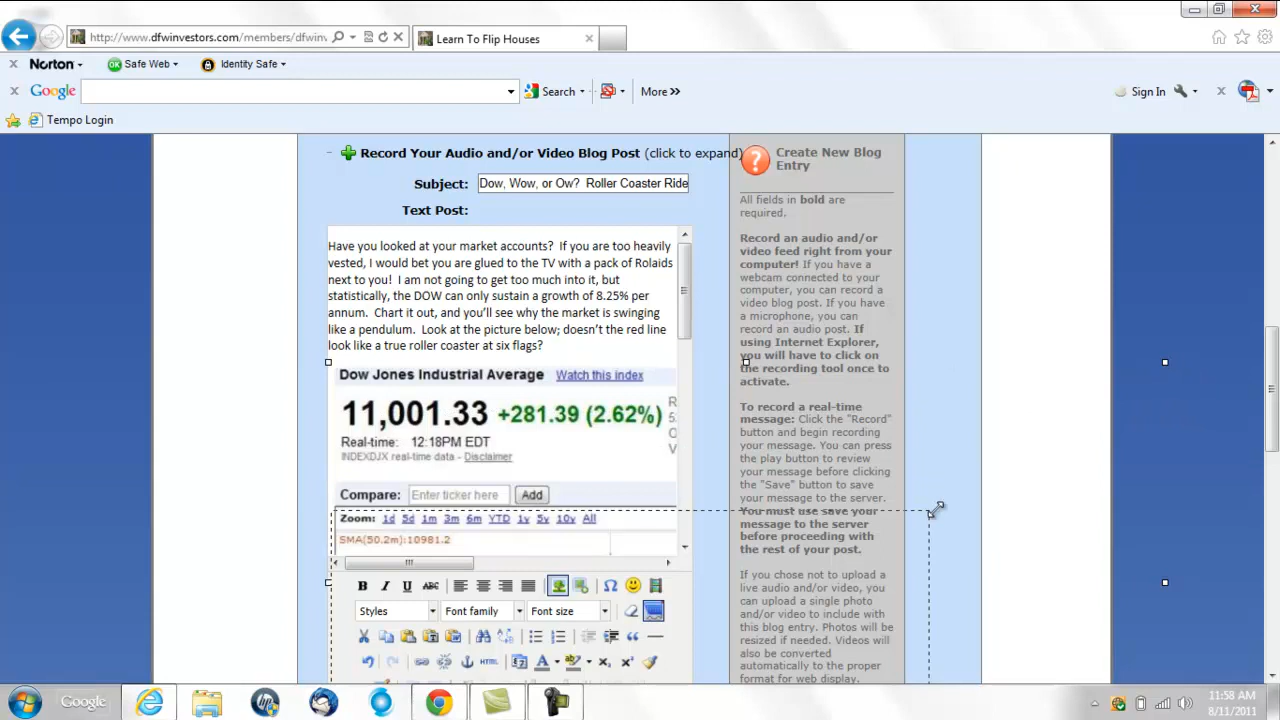 http://www.dfwinvestors.com/members/dfwin
Learn To Flip Houses
Norton
OK Safe Web
Identity Safe
Google
Search
More »
Sign In
Tempo Login
Record Your Audio and/or Video Blog Post (click to expand)
Subject: Dow, Wow, or Ow? Roller Coaster Ride
Text Post:
Have you looked at your market accounts? If you are too heavily
vested, I would bet you are glued to the TV with a pack of Rolaids
next to you! I am not going to get too much into it, but
statistically, the DOW can only sustain a growth of 8.25% per
annum. Chart it out, and you'll see why the market is swinging
like a pendulum. Look at the picture below; doesn't the red line
look like a true roller coaster at six flags?
Dow Jones Industrial Average Watch this index
11,001.33 +281.39 (2.62%)
Real-time: 12:18PM EDT
INDEXDJX real-time data - Disclaimer
Compare: Enter ticker here Add
Zoom: 1d 5d 1m 3m 6m YTD 1y 5y 10y All
SMA(50.2m):10981.2
B I U ABC
Styles Font family Font size
HTML
Create New Blog
Entry
All fields in bold are
required.
Record an audio and/or
video feed right from your
computer! If you have a
webcam connected to your
computer, you can record a
video blog post. If you have
a microphone, you can
record an audio post. If
using Internet Explorer,
you will have to click on
the recording tool once to
activate.
To record a real-time
message: Click the "Record"
button and begin recording
your message. You can press
the play button to review
your message before clicking
the "Save" button to save
your message to the server.
You must use save your
message to the server
before proceeding with
the rest of your post.
If you chose not to upload a
live audio and/or video, you
can upload a single photo
and/or video to include with
this blog entry. Photos will be
resized if needed. Videos will
also be converted
automatically to the proper
format for web display.
Google
11:58 AM
8/11/2011